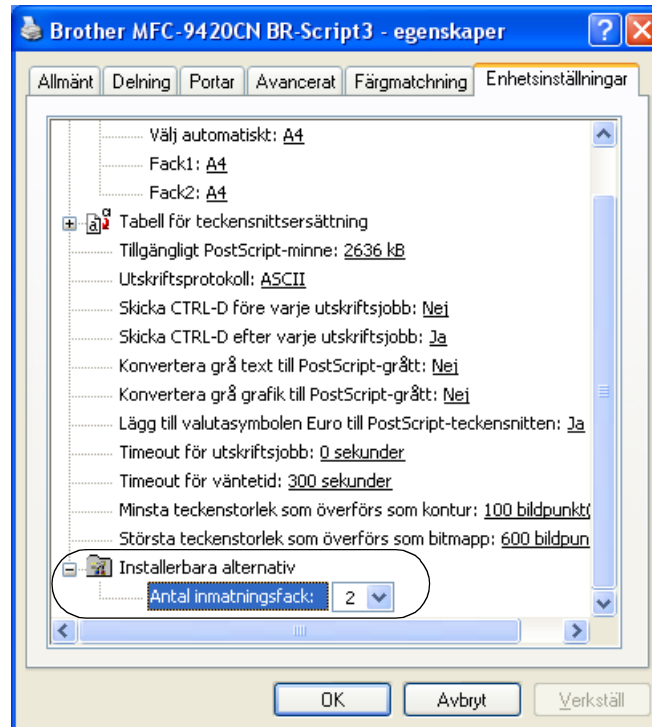 Brother MFC-9420CN BR-Script3 - egenskaper
Allmänt Delning Portar Avancerat Färgmatchning Enhetsinställningar
Välj automatiskt: A4
Fack1: A4
Fack2: A4
Tabell för teckensnittsersättning
Tillgängligt PostScript-minne: 2636 kB
Utskriftsprotokoll: ASCII
Skicka CTRL-D före varje utskriftsjobb: Nej
Skicka CTRL-D efter varje utskriftsjobb: Ja
Konvertera grå text till PostScript-grått: Nej
Konvertera grå grafik till PostScript-grått: Nej
Lägg till valutasymbolen Euro till PostScript-teckensnitten: Ja
Timeout för utskriftsjobb: 0 sekunder
Timeout för väntetid: 300 sekunder
Minsta teckenstorlek som överförs som kontur: 100 bildpunkt(
Största teckenstorlek som överförs som bitmapp: 600 bildpun
Installerbara alternativ
Antal inmatningsfack: 2
OK Avbryt Verkställ